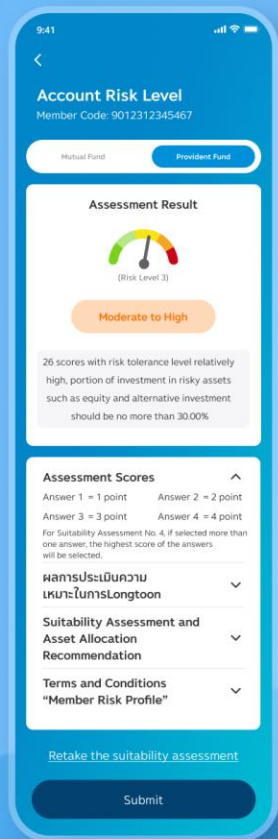 9:41
Account Risk Level
Member Code: 9012312345467
Mutual Fund
Provident Fund
Assessment Result
(Risk Level 3)
Moderate to High
26 scores with risk tolerance level relatively
high, portion of investment in risky assets
such as equity and alternative investment
should be no more than 30.00%
Assessment Scores
Answer 1 = 1 point
Answer 2 = 2 point
Answer 3 = 3 point
Answer 4 = 4 point
For Suitability Assessment No. 4, if selected more than
one answer, the highest score of the answers
will be selected.
ผลการประเมินความ
เหมาะในการLongtoon
Suitability Assessment and
Asset Allocation
Recommendation
Terms and Conditions
“Member Risk Profile”
Retake the suitability assessment
Submit